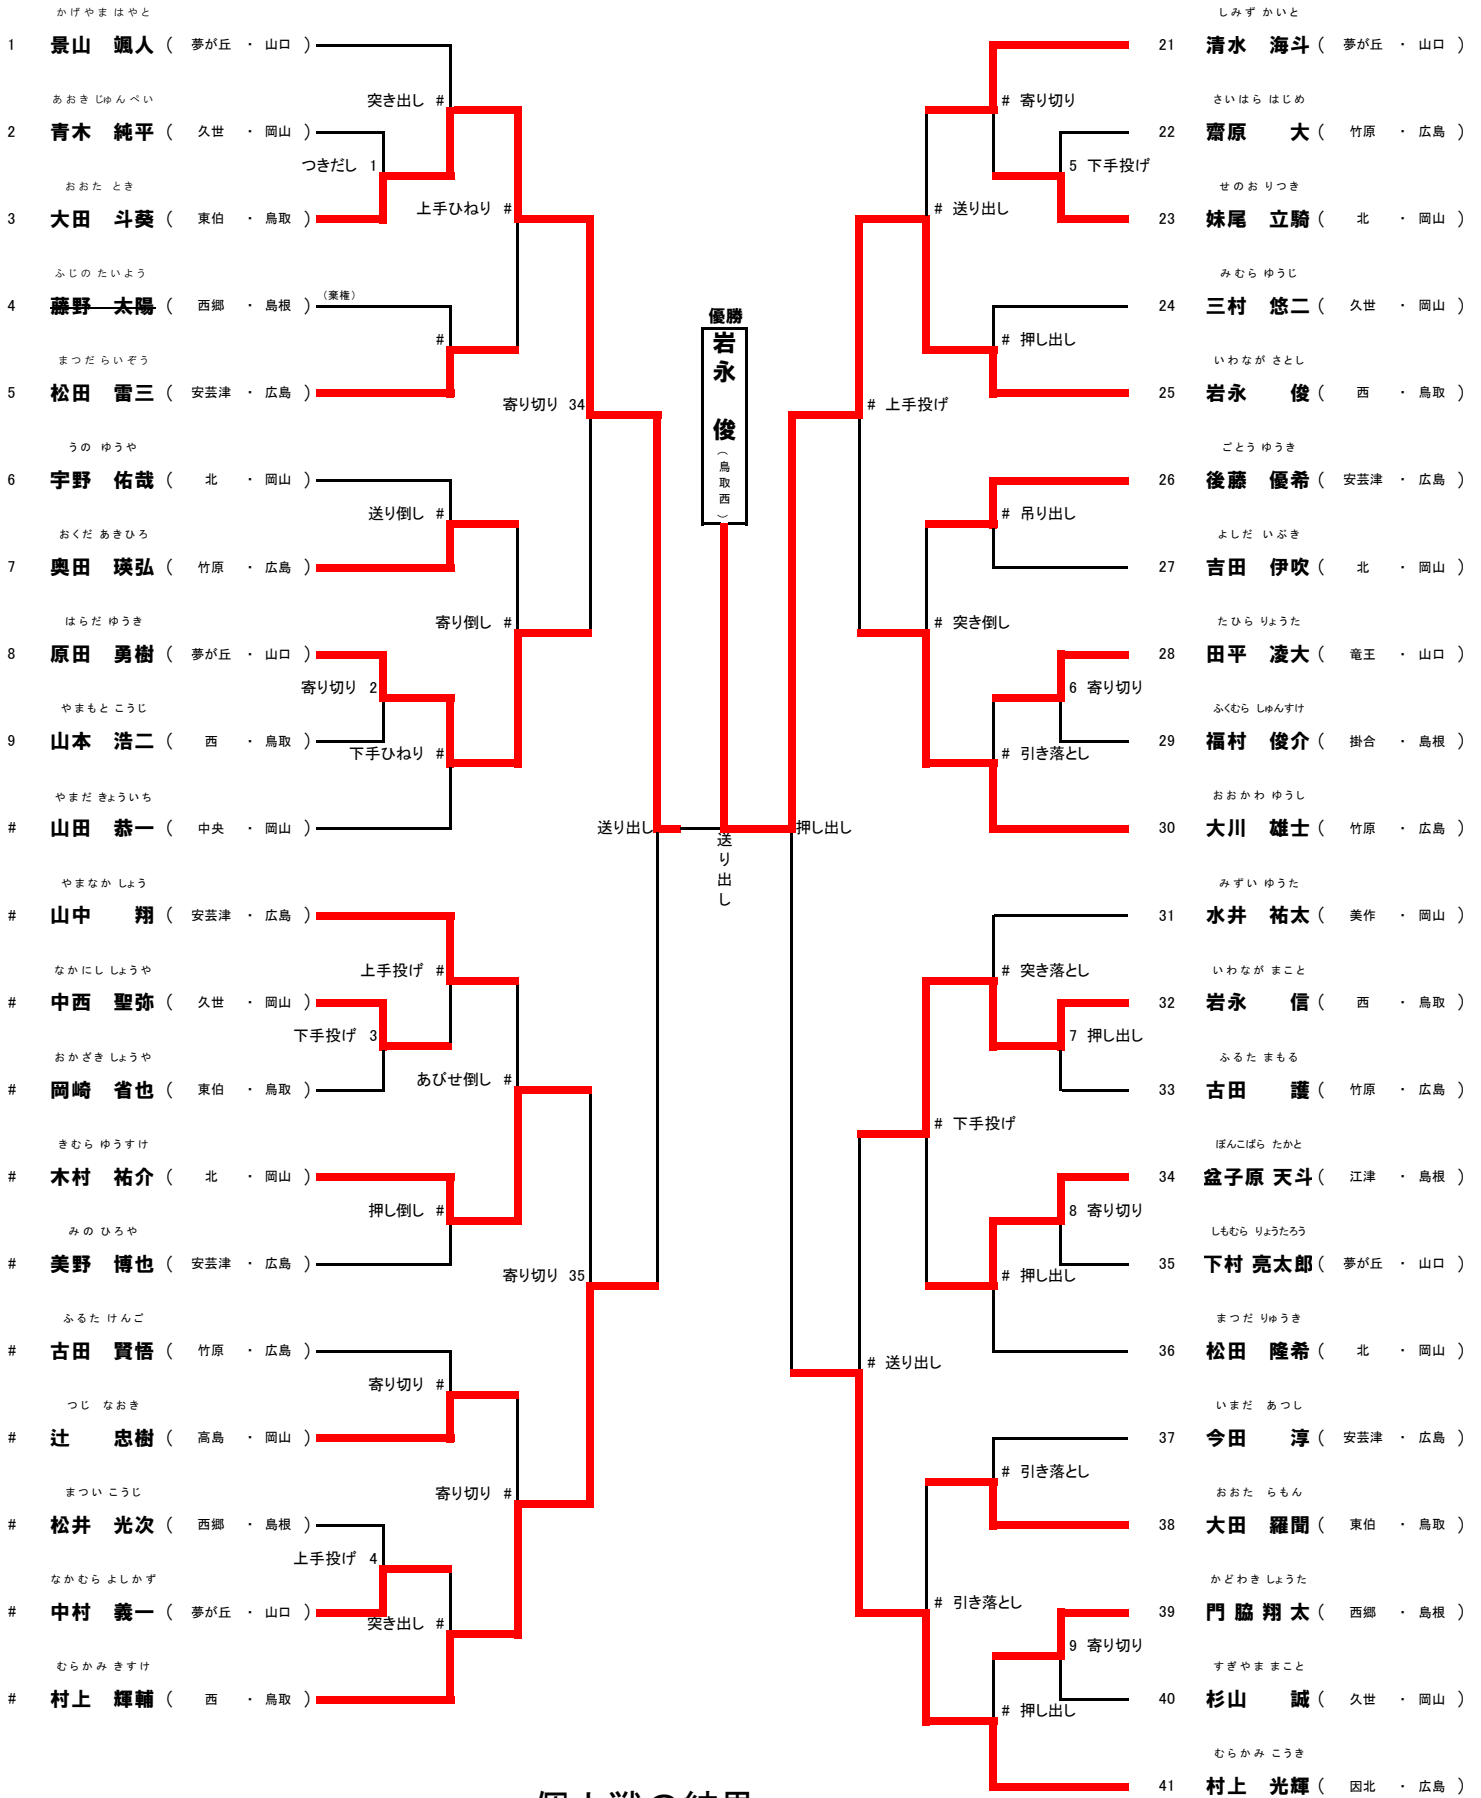 かげやま はやと
1 景山 颯人 ( 夢が丘 ・ 山口 )
突き出し #
あおき じゅんぺい
2 青木 純平 ( 久世 ・ 岡山 )
つきだし 1
おおた とき
3 大田 斗葵 ( 東伯 ・ 鳥取 )
上手ひねり #
ふじの たいよう
4 藤野 太陽 ( 西郷 ・ 島根 ) (棄権)
#
まつだ らいぞう
5 松田 雷三 ( 安芸津 ・ 広島 )
寄り切り 34
うの ゆうや
6 宇野 佑哉 ( 北 ・ 岡山 )
送り倒し #
おくだ あきひろ
7 奥田 瑛弘 ( 竹原 ・ 広島 )
寄り倒し #
はらだ ゆうき
8 原田 勇樹 ( 夢が丘 ・ 山口 )
寄り切り 2
やまもと こうじ
9 山本 浩二 ( 西 ・ 鳥取 )
下手ひねり #
やまだ きょういち
# 山田 恭一 ( 中央 ・ 岡山 )
送り出し
やまなか しょう
# 山中 翔 ( 安芸津 ・ 広島 )
上手投げ #
なかにし しょうや
# 中西 聖弥 ( 久世 ・ 岡山 )
下手投げ 3
おかざき しょうや
# 岡崎 省也 ( 東伯 ・ 鳥取 )
あびせ倒し #
きむら ゆうすけ
# 木村 祐介 ( 北 ・ 岡山 )
押し倒し #
みの ひろや
# 美野 博也 ( 安芸津 ・ 広島 )
寄り切り 35
ふるた けんご
# 古田 賢悟 ( 竹原 ・ 広島 )
寄り切り #
つじ なおき
# 辻 忠樹 ( 高島 ・ 岡山 )
寄り切り #
まつい こうじ
# 松井 光次 ( 西郷 ・ 島根 )
上手投げ 4
なかむら よしかず
# 中村 義一 ( 夢が丘 ・ 山口 )
突き出し #
むらかみ きすけ
# 村上 輝輔 ( 西 ・ 鳥取 )
優勝
岩永 俊
(鳥取西)
送り出し
しみず かいと
21 清水 海斗 ( 夢が丘 ・ 山口 )
# 寄り切り
さいはら はじめ
22 齋原 大 ( 竹原 ・ 広島 )
5 下手投げ
せのお りつき
23 妹尾 立騎 ( 北 ・ 岡山 )
# 送り出し
みむら ゆうじ
24 三村 悠二 ( 久世 ・ 岡山 )
# 押し出し
いわなが さとし
25 岩永 俊 ( 西 ・ 鳥取 )
# 上手投げ
ごとう ゆうき
26 後藤 優希 ( 安芸津 ・ 広島 )
# 吊り出し
よしだ いぶき
27 吉田 伊吹 ( 北 ・ 岡山 )
# 突き倒し
たひら りょうた
28 田平 凌大 ( 竜王 ・ 山口 )
6 寄り切り
ふくむら しゅんすけ
29 福村 俊介 ( 掛合 ・ 島根 )
# 引き落とし
おおかわ ゆうし
30 大川 雄士 ( 竹原 ・ 広島 )
押し出し
みずい ゆうた
31 水井 祐太 ( 美作 ・ 岡山 )
# 突き落とし
いわなが まこと
32 岩永 信 ( 西 ・ 鳥取 )
7 押し出し
ふるた まもる
33 古田 護 ( 竹原 ・ 広島 )
# 下手投げ
ぼんこばら たかと
34 盆子原 天斗 ( 江津 ・ 島根 )
8 寄り切り
しもむら りょうたろう
35 下村 亮太郎 ( 夢が丘 ・ 山口 )
# 押し出し
まつだ りゅうき
36 松田 隆希 ( 北 ・ 岡山 )
# 送り出し
いまだ あつし
37 今田 淳 ( 安芸津 ・ 広島 )
# 引き落とし
おおた らもん
38 大田 羅聞 ( 東伯 ・ 鳥取 )
# 引き落とし
かどわき しょうた
39 門脇翔太 ( 西郷 ・ 島根 )
9 寄り切り
すぎやま まこと
40 杉山 誠 ( 久世 ・ 岡山 )
# 押し出し
むらかみ こうき
41 村上 光輝 ( 因北 ・ 広島 )